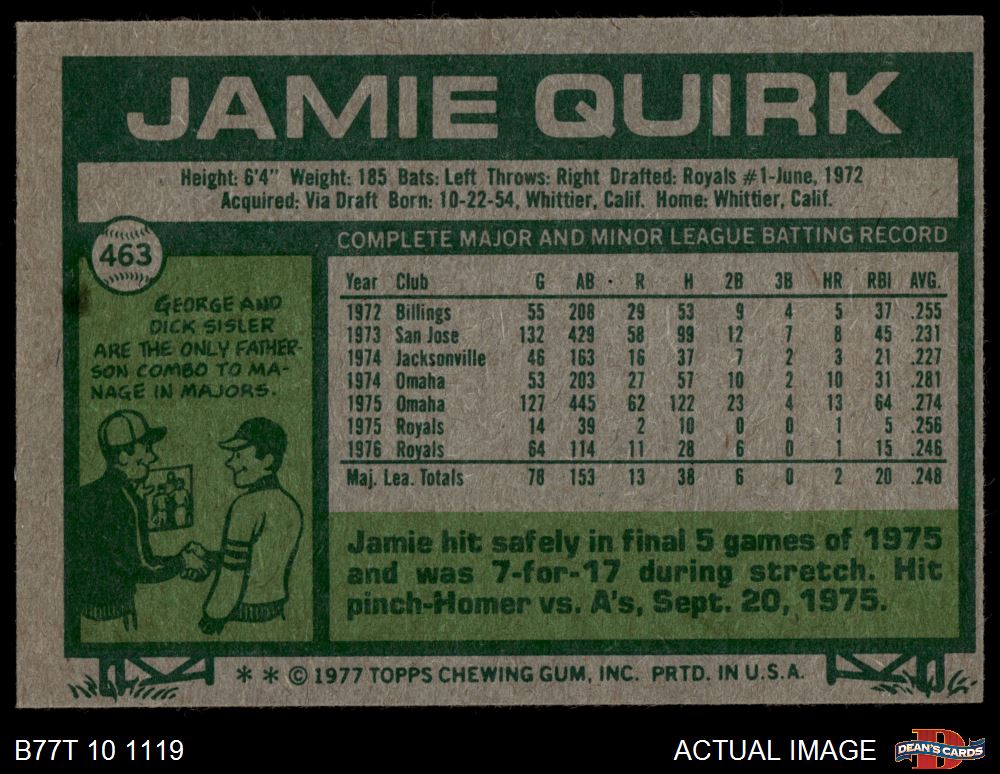 JAMIE QUIRK
Height: 6'4" Weight: 185 Bats: Left Throws: Right Drafted: Royals #1-June, 1972
Acquired: Via Draft Born: 10-22-54, Whittier, Calif. Home: Whittier, Calif.
463
GEORGE AND
DICK SISLER
ARE THE ONLY FATHER-
SON COMBO TO MA-
NAGE IN MAJORS.
COMPLETE MAJOR AND MINOR LEAGUE BATTING RECORD
Year Club G AB R H 2B 3B HR RBI AVG.
1972 Billings 55 208 29 53 9 4 5 37 .255
1973 San Jose 132 429 58 99 12 7 8 45 .231
1974 Jacksonville 46 163 16 37 7 2 3 21 .227
1974 Omaha 53 203 27 57 10 2 10 31 .281
1975 Omaha 127 445 62 122 23 4 13 64 .274
1975 Royals 14 39 2 10 0 0 1 5 .256
1976 Royals 64 114 11 28 6 0 1 15 .246
Maj. Lea. Totals 78 153 13 38 6 0 2 20 .248
Jamie hit safely in final 5 games of 1975
and was 7-for-17 during stretch. Hit
pinch-Homer vs. A's, Sept. 20, 1975.
* * © 1977 TOPPS CHEWING GUM, INC. PRTD. IN U.S.A.
B77T 10 1119
ACTUAL IMAGE
DEAN'S CARDS